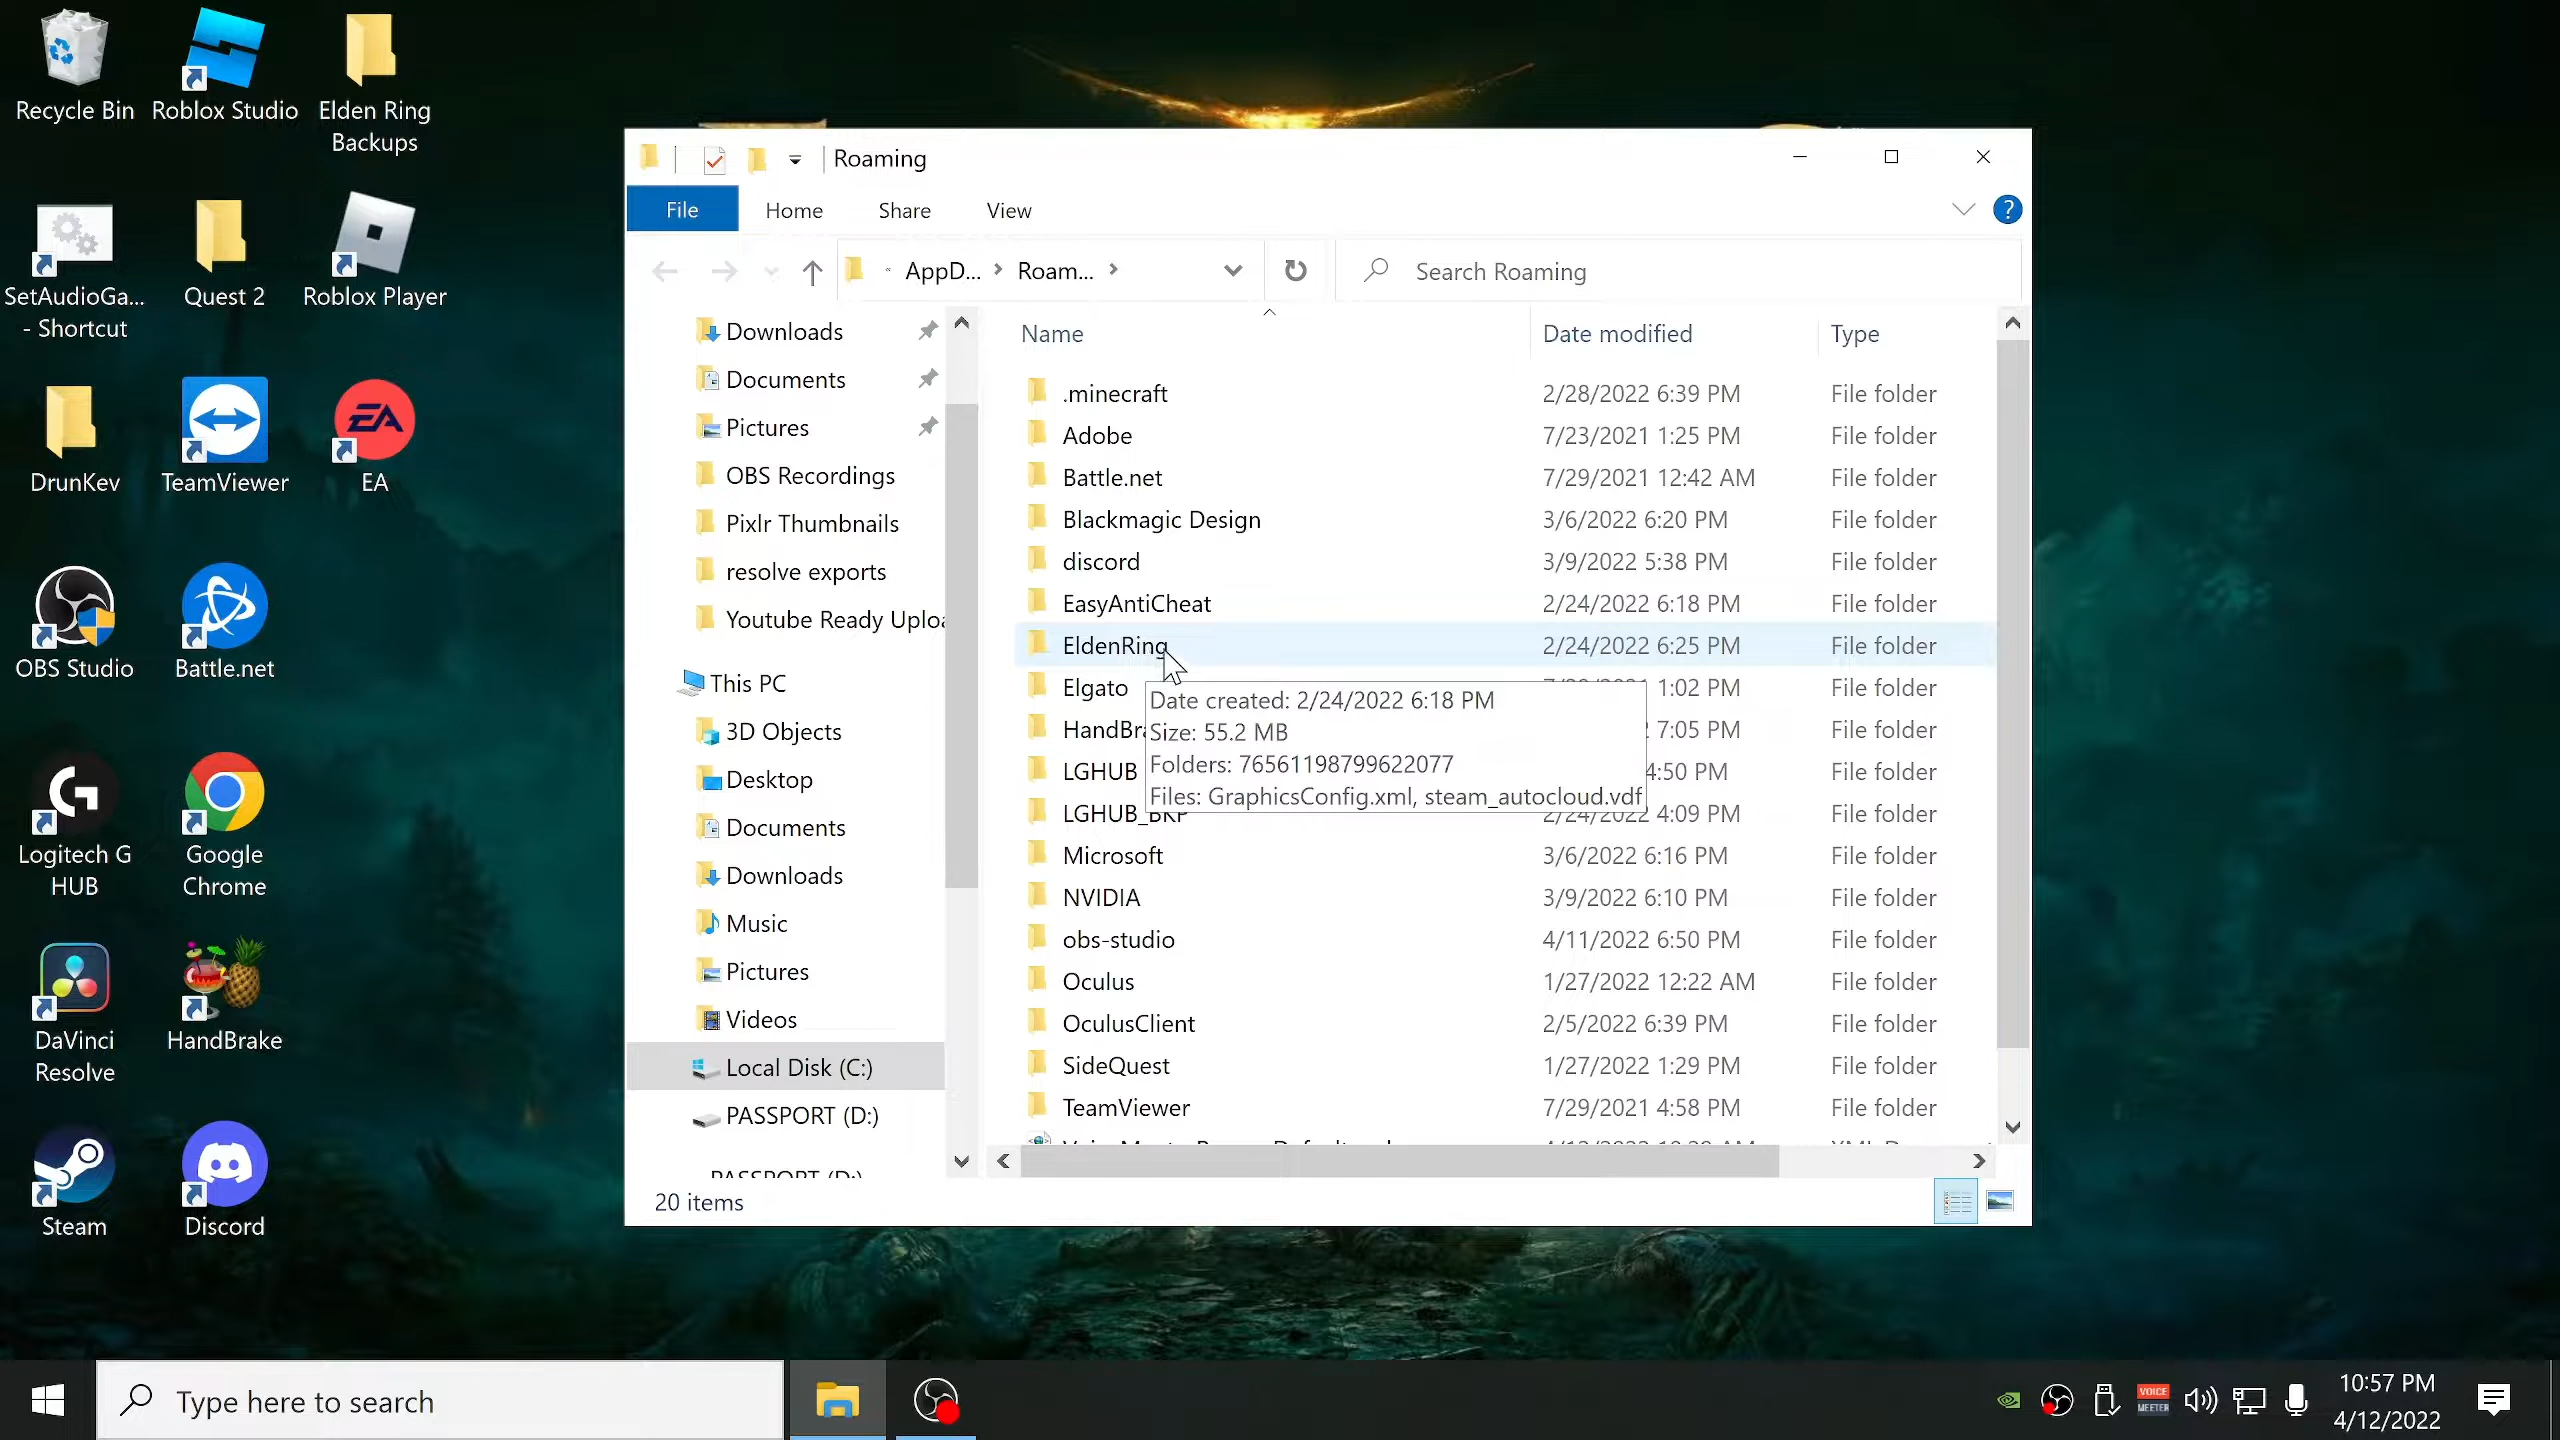 Recycle Bin
Roblox Studio
Elden Ring
Backups
SetAudioGa...
- Shortcut
Quest 2
Roblox Player
DrunKev
TeamViewer
EA
EA
OBS Studio
Battle.net
Logitech G
HUB
Google
Chrome
DaVinci
Resolve
HandBrake
Steam
Discord
Roaming
File
Home
Share
View
?
« AppD... > Roam... >
Search Roaming
Downloads
Documents
Pictures
OBS Recordings
Pixlr Thumbnails
resolve exports
Youtube Ready Uploa
This PC
3D Objects
Desktop
Documents
Downloads
Music
Pictures
Videos
Local Disk (C:)
PASSPORT (D:)
PASSPORT (D:)
Name Date modified Type
.minecraft 2/28/2022 6:39 PM File folder
Adobe 7/23/2021 1:25 PM File folder
Battle.net 7/29/2021 12:42 AM File folder
Blackmagic Design 3/6/2022 6:20 PM File folder
discord 3/9/2022 5:38 PM File folder
EasyAntiCheat 2/24/2022 6:18 PM File folder
EldenRing 2/24/2022 6:25 PM File folder
Elgato 1:02 PM File folder
HandBra 7:05 PM File folder
LGHUB 4:50 PM File folder
LGHUB_BKP 2/24/2022 4:09 PM File folder
Date created: 2/24/2022 6:18 PM
Size: 55.2 MB
Folders: 76561198799622077
Files: GraphicsConfig.xml, steam_autocloud.vdf
Microsoft 3/6/2022 6:16 PM File folder
NVIDIA 3/9/2022 6:10 PM File folder
obs-studio 4/11/2022 6:50 PM File folder
Oculus 1/27/2022 12:22 AM File folder
OculusClient 2/5/2022 6:39 PM File folder
SideQuest 1/27/2022 1:29 PM File folder
TeamViewer 7/29/2021 4:58 PM File folder
20 items
Type here to search
VOICE
MEETER
10:57 PM
4/12/2022